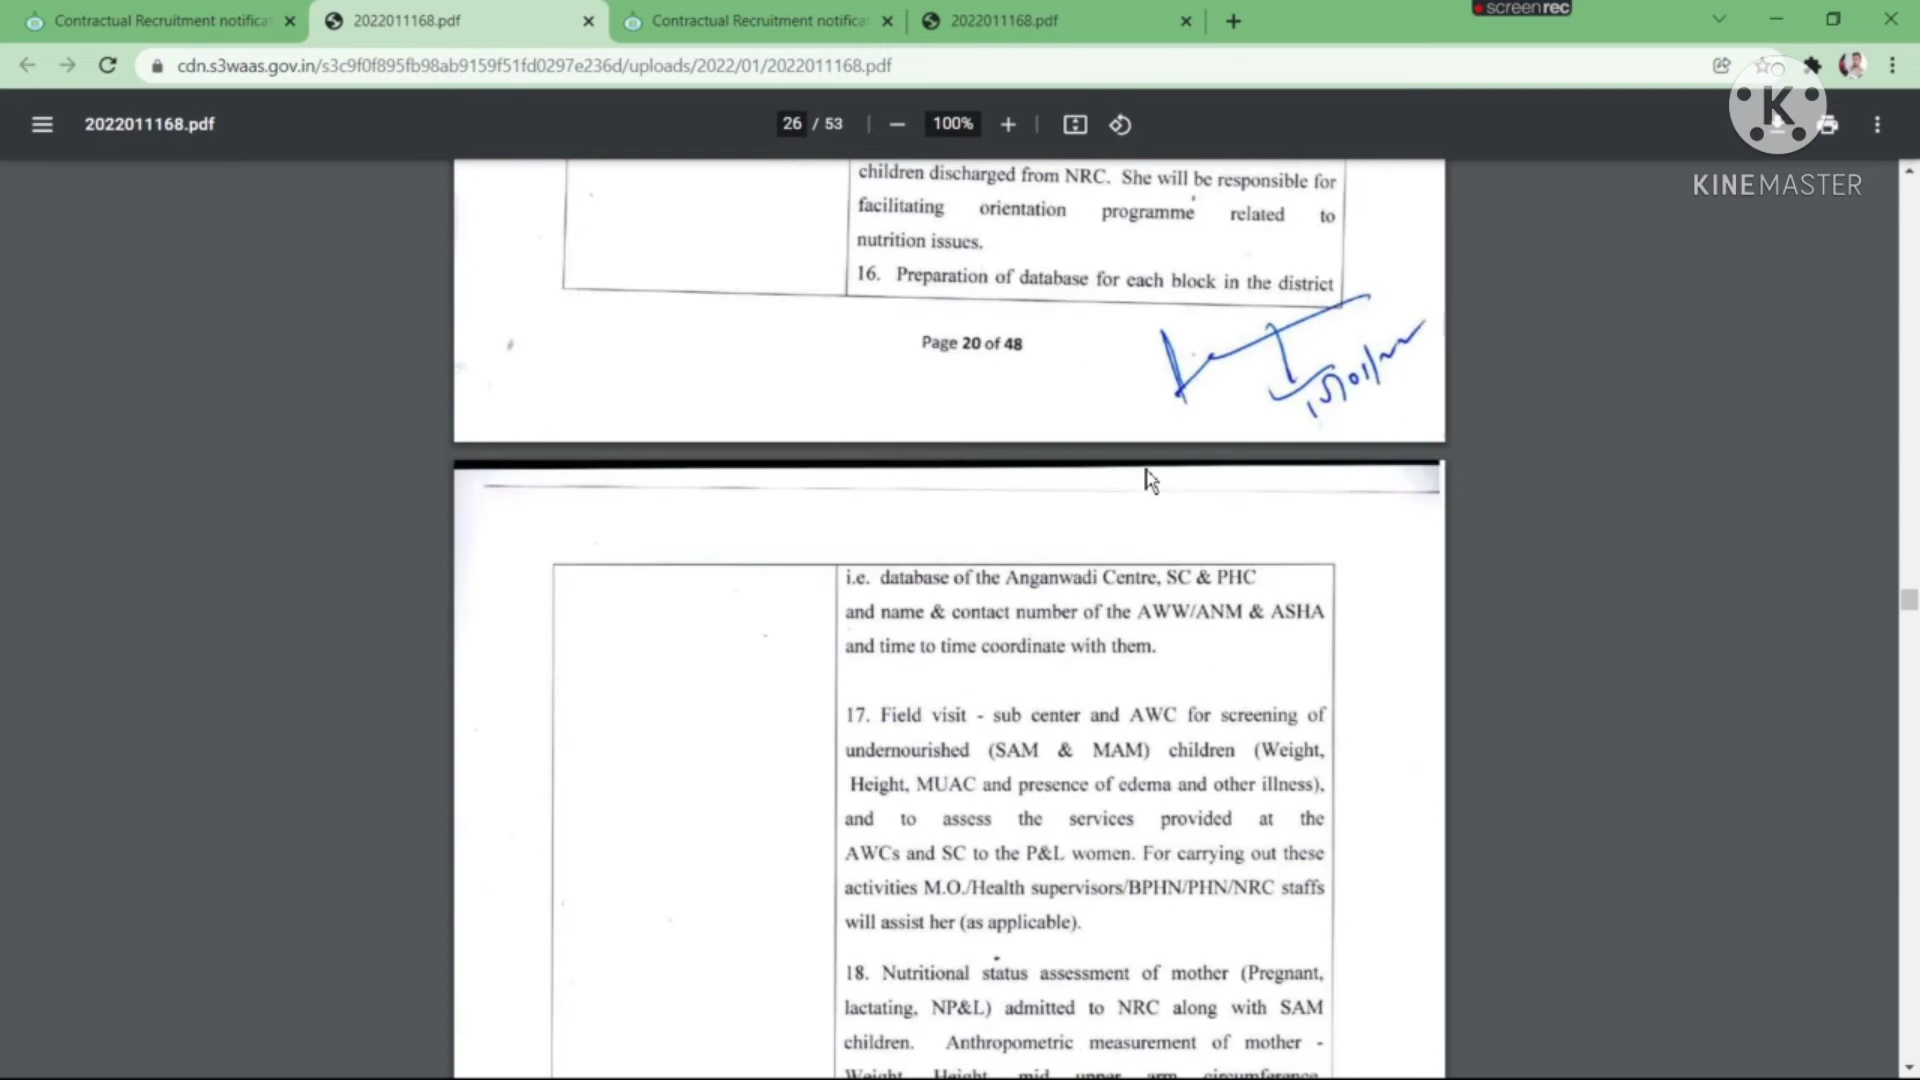 Contractual Recruitment notifica
2022011168.pdf
Contractual Recruitment notifica
2022011168.pdf
screenrec
cdn.s3waas.gov.in/s3c9f0f895fb98ab9159f51fd0297e236d/uploads/2022/01/2022011168.pdf
2022011168.pdf
26 / 53
100%
K
KINEMASTER
children discharged from NRC. She will be responsible for
facilitating orientation programme related to
nutrition issues.
16. Preparation of database for each block in the district
Page 20 of 48
i.e. database of the Anganwadi Centre, SC & PHC
and name & contact number of the AWW/ANM & ASHA
and time to time coordinate with them.
17. Field visit - sub center and AWC for screening of
undernourished (SAM & MAM) children (Weight,
Height, MUAC and presence of edema and other illness),
and to assess the services provided at the
AWCs and SC to the P&L women. For carrying out these
activities M.O./Health supervisors/BPHN/PHN/NRC staffs
will assist her (as applicable).
18. Nutritional status assessment of mother (Pregnant,
lactating, NP&L) admitted to NRC along with SAM
children. Anthropometric measurement of mother -
Weight, Height, mid upper arm circumference,